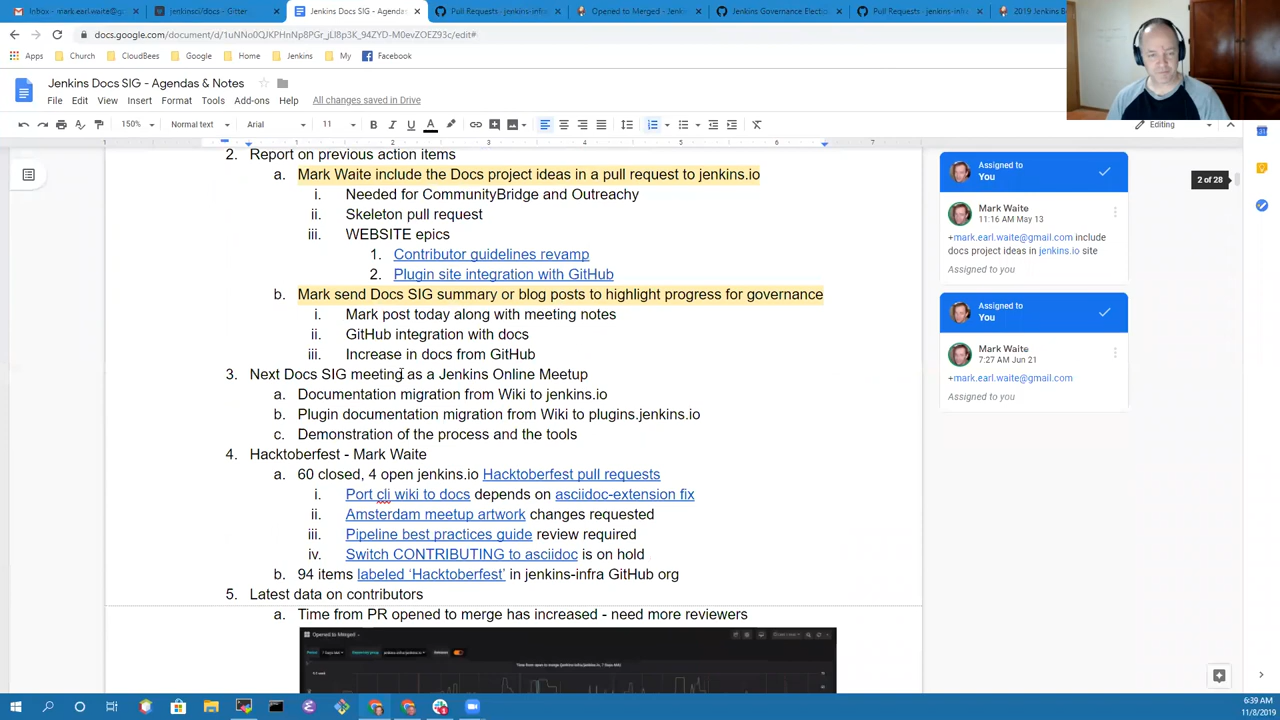 Inbox - mwaite@g
jenkinsci/docs - Gitter
Jenkins Docs SIG - Agendas
Pull Requests · jenkins-infra
Opened to Merged - Jenkins
Jenkins Governance Electio
Pull Requests · jenkins-infra
2019 Jenkins B
docs.google.com/document/d/1uNNo0QJKPHnNp8PGr_jLl8p3K_94ZYD-M0evZOEZ93c/edit#
Apps Church CloudBees Google Home Jenkins My Facebook
Jenkins Docs SIG - Agendas & Notes
File Edit View Insert Format Tools Add-ons Help All changes saved in Drive
150% Normal text Arial 11 Editing
2. Report on previous action items
a. Mark Waite include the Docs project ideas in a pull request to jenkins.io
i. Needed for CommunityBridge and Outreachy
ii. Skeleton pull request
iii. WEBSITE epics
1. Contributor guidelines revamp
2. Plugin site integration with GitHub
b. Mark send Docs SIG summary or blog posts to highlight progress for governance
i. Mark post today along with meeting notes
ii. GitHub integration with docs
iii. Increase in docs from GitHub
3. Next Docs SIG meeting as a Jenkins Online Meetup
a. Documentation migration from Wiki to jenkins.io
b. Plugin documentation migration from Wiki to plugins.jenkins.io
c. Demonstration of the process and the tools
4. Hacktoberfest - Mark Waite
a. 60 closed, 4 open jenkins.io Hacktoberfest pull requests
i. Port cli wiki to docs depends on asciidoc-extension fix
ii. Amsterdam meetup artwork changes requested
iii. Pipeline best practices guide review required
iv. Switch CONTRIBUTING to asciidoc is on hold
b. 94 items labeled ‘Hacktoberfest’ in jenkins-infra GitHub org
5. Latest data on contributors
a. Time from PR opened to merge has increased - need more reviewers
Opened to Merged
Assigned to
You
Mark Waite
11:16 AM May 13
+mark.earl.waite@gmail.com include
docs project ideas in jenkins.io site
Assigned to you
Assigned to
You
Mark Waite
7:27 AM Jun 21
+mark.earl.waite@gmail.com
Assigned to you
2 of 28
6:39 AM
11/8/2019